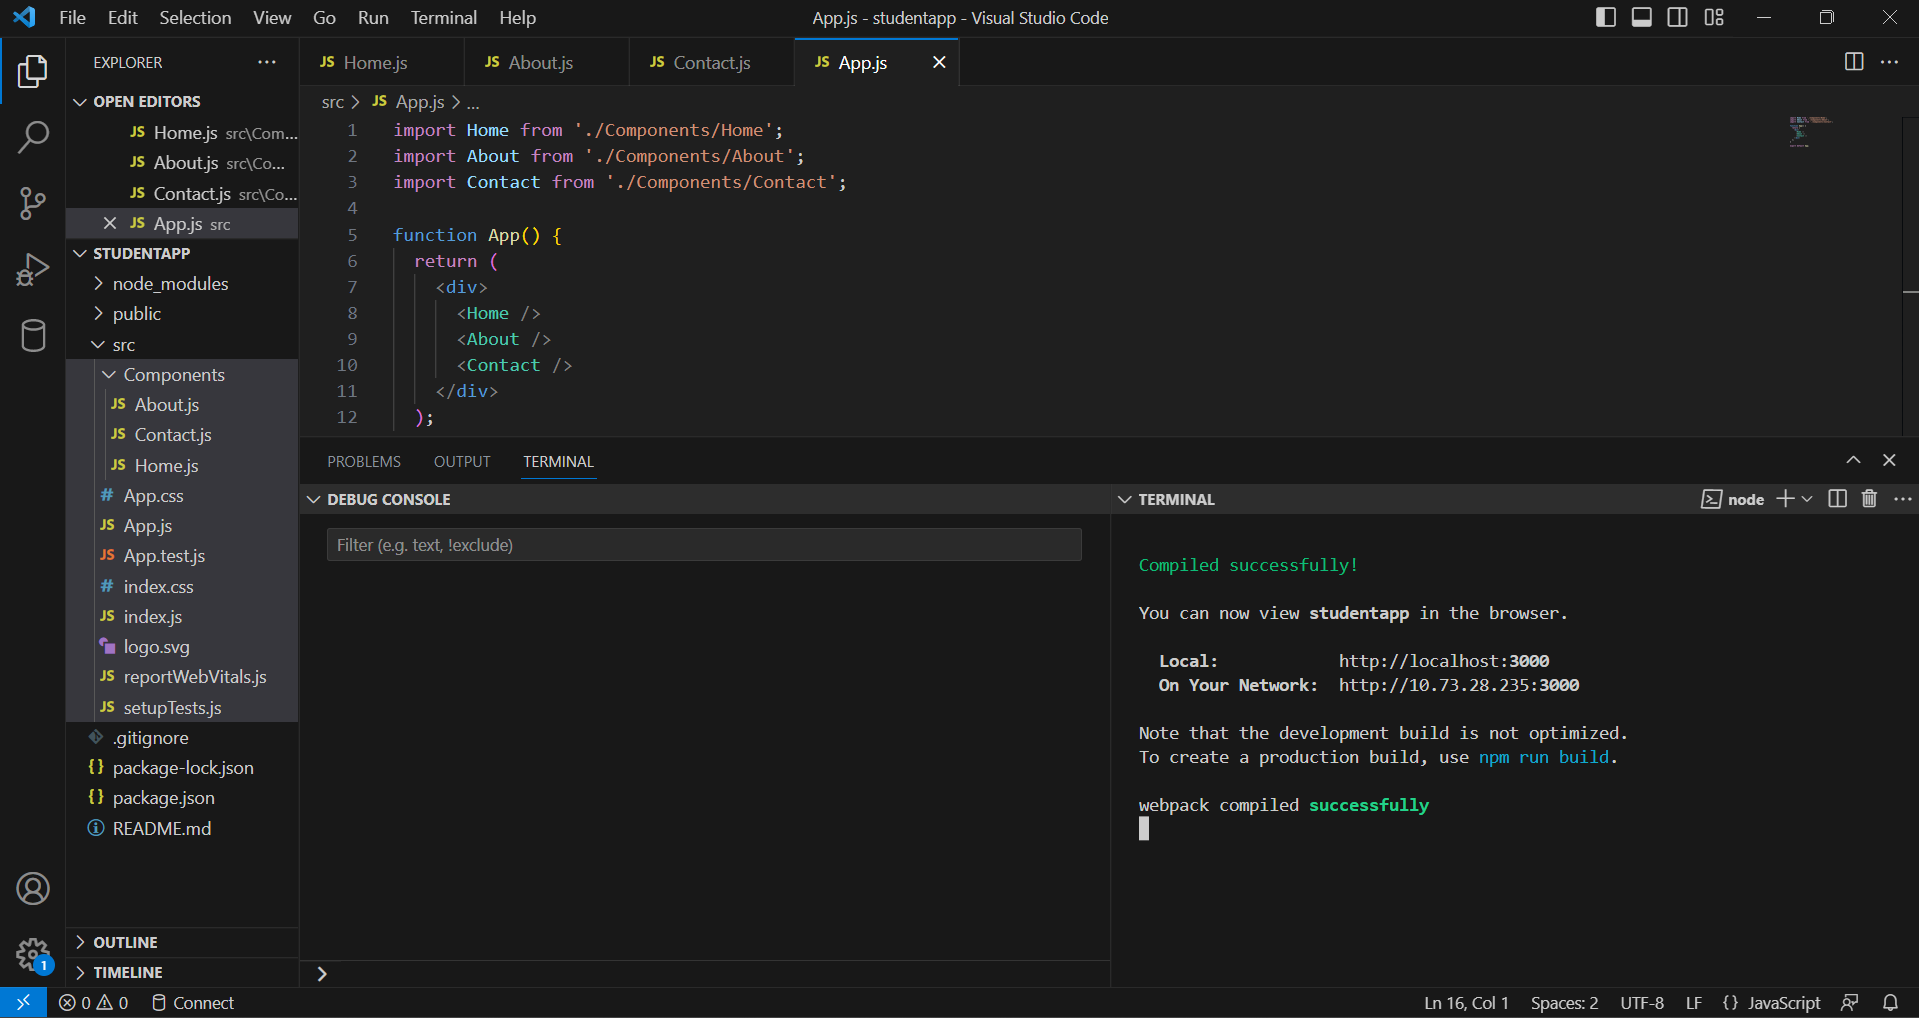 File Edit Selection View Go Run Terminal Help
App.js - studentapp - Visual Studio Code
EXPLORER
OPEN EDITORS
JS Home.js src\Com...
JS About.js src\Co...
JS Contact.js src\Co...
JS App.js src
STUDENTAPP
node_modules
public
src
Components
JS About.js
JS Contact.js
JS Home.js
# App.css
JS App.js
JS App.test.js
# index.css
JS index.js
logo.svg
JS reportWebVitals.js
JS setupTests.js
.gitignore
{} package-lock.json
{} package.json
README.md
OUTLINE
TIMELINE
1
JS Home.js
JS About.js
JS Contact.js
JS App.js
src > JS App.js > ...
1 import Home from './Components/Home';
2 import About from './Components/About';
3 import Contact from './Components/Contact';
4
5 function App() {
6 return (
7 <div>
8 <Home />
9 <About />
10 <Contact />
11 </div>
12 );
PROBLEMS OUTPUT TERMINAL
DEBUG CONSOLE
Filter (e.g. text, !exclude)
TERMINAL
node
Compiled successfully!
You can now view studentapp in the browser.
Local: http://localhost:3000
On Your Network: http://10.73.28.235:3000
Note that the development build is not optimized.
To create a production build, use npm run build.
webpack compiled successfully
0 0 Connect
Ln 16, Col 1 Spaces: 2 UTF-8 LF {} JavaScript